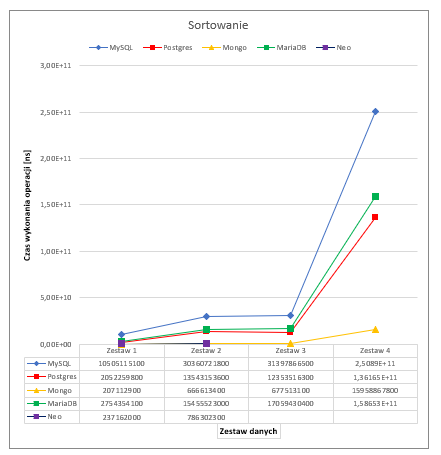 Sortowanie
MySQL Postgres Mongo MariaDB Neo
3,00E+11
2,50E+11
2,00E+11
1,50E+11
1,00E+11
5,00E+10
0,00E+00
Czas wykonania operacji [ns]
Zestaw 1 Zestaw 2 Zestaw 3 Zestaw 4
MySQL 10505115100 30360721800 31397866500 2,5089E+11
Postgres 2052259800 13543153600 12353516300 1,36165E+11
Mongo 207112900 666613400 677513100 15958867800
MariaDB 2754354100 15455523000 17059430400 1,58653E+11
Neo 237162000 786302300
Zestaw danych